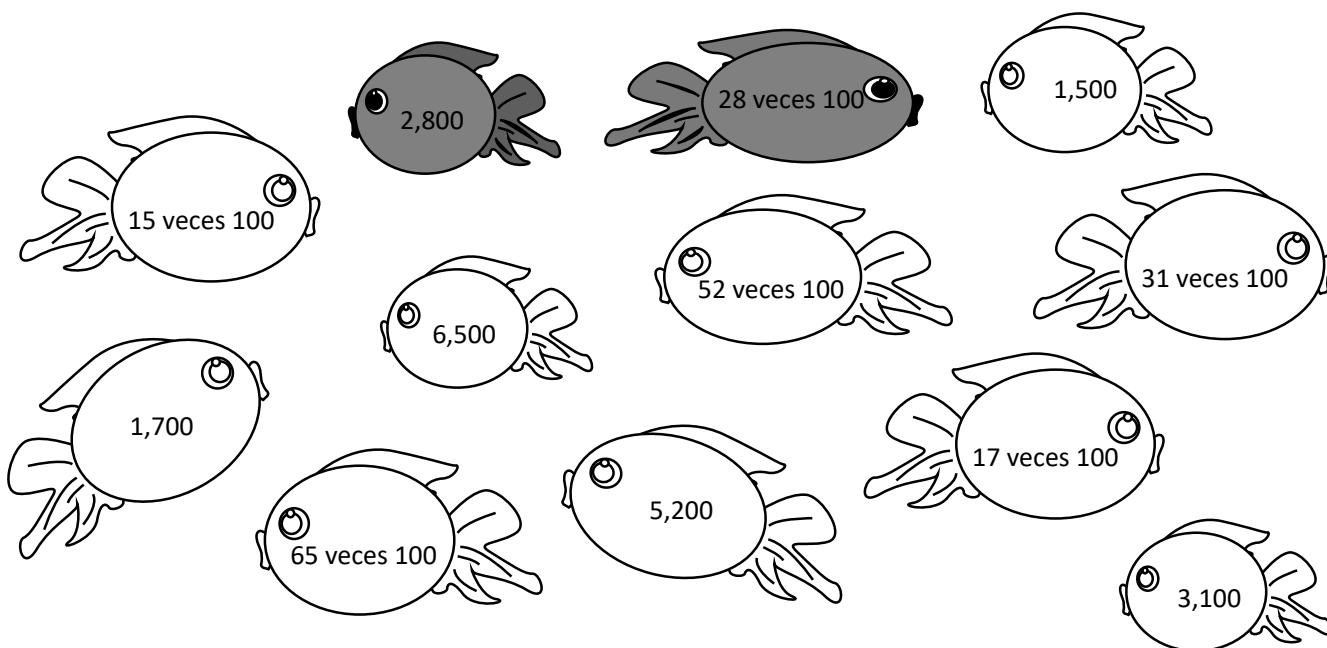 2,800
28 veces 100
1,500
15 veces 100
52 veces 100
31 veces 100
6,500
1,700
17 veces 100
65 veces 100
5,200
3,100